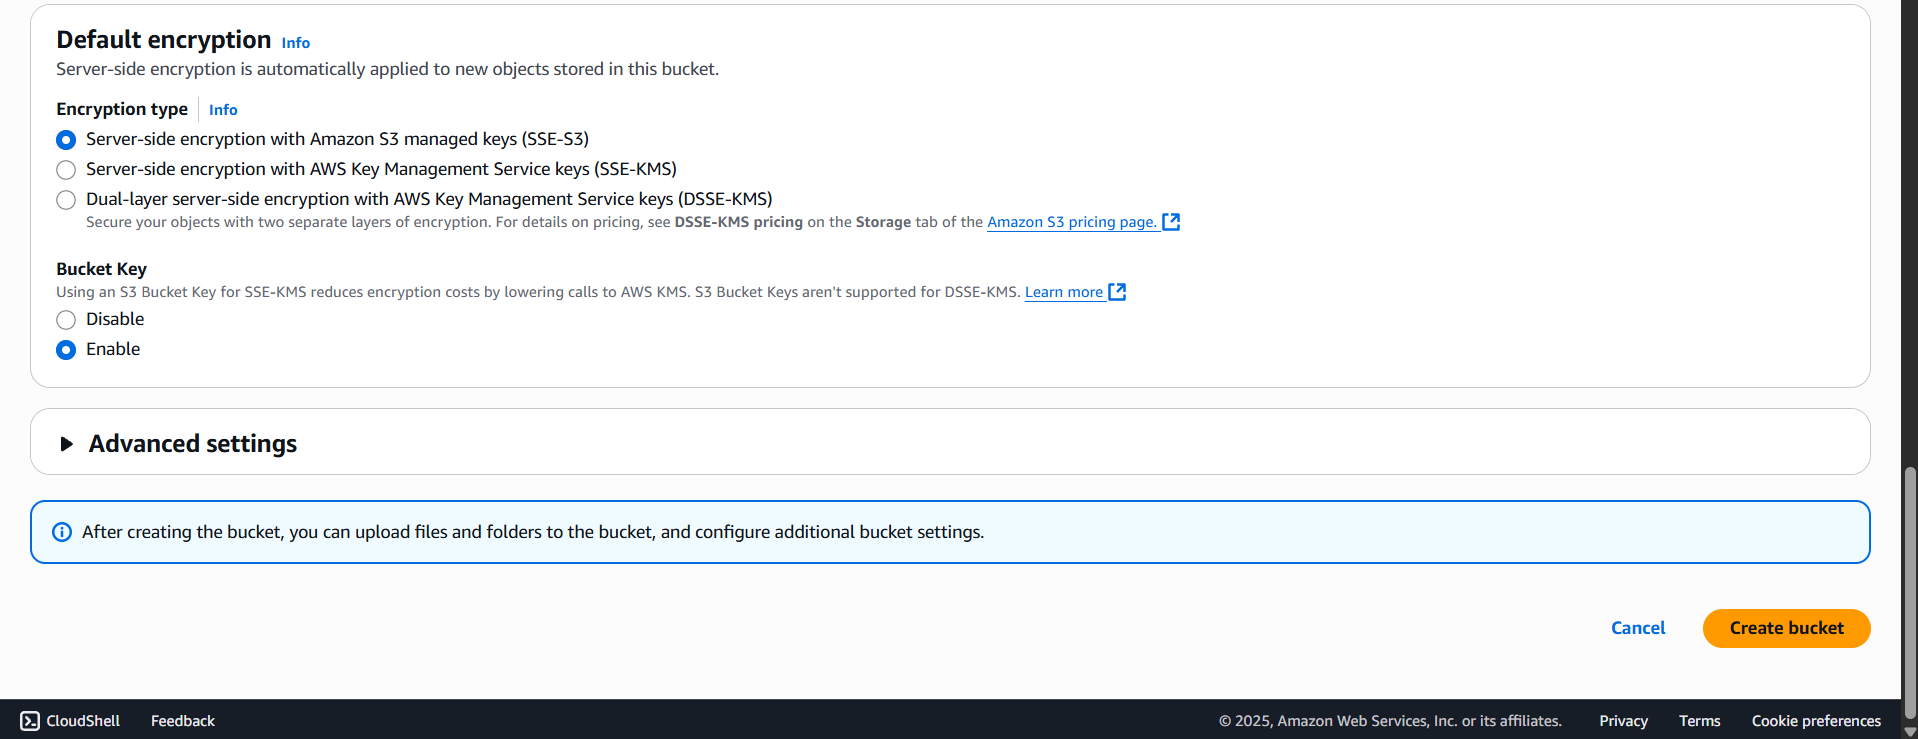 Default encryption Info
Server-side encryption is automatically applied to new objects stored in this bucket.
Encryption type Info
Server-side encryption with Amazon S3 managed keys (SSE-S3)
Server-side encryption with AWS Key Management Service keys (SSE-KMS)
Dual-layer server-side encryption with AWS Key Management Service keys (DSSE-KMS)
Secure your objects with two separate layers of encryption. For details on pricing, see DSSE-KMS pricing on the Storage tab of the Amazon S3 pricing page.
Bucket Key
Using an S3 Bucket Key for SSE-KMS reduces encryption costs by lowering calls to AWS KMS. S3 Bucket Keys aren't supported for DSSE-KMS. Learn more
Disable
Enable
Advanced settings
After creating the bucket, you can upload files and folders to the bucket, and configure additional bucket settings.
Cancel Create bucket
CloudShell Feedback © 2025, Amazon Web Services, Inc. or its affiliates. Privacy Terms Cookie preferences